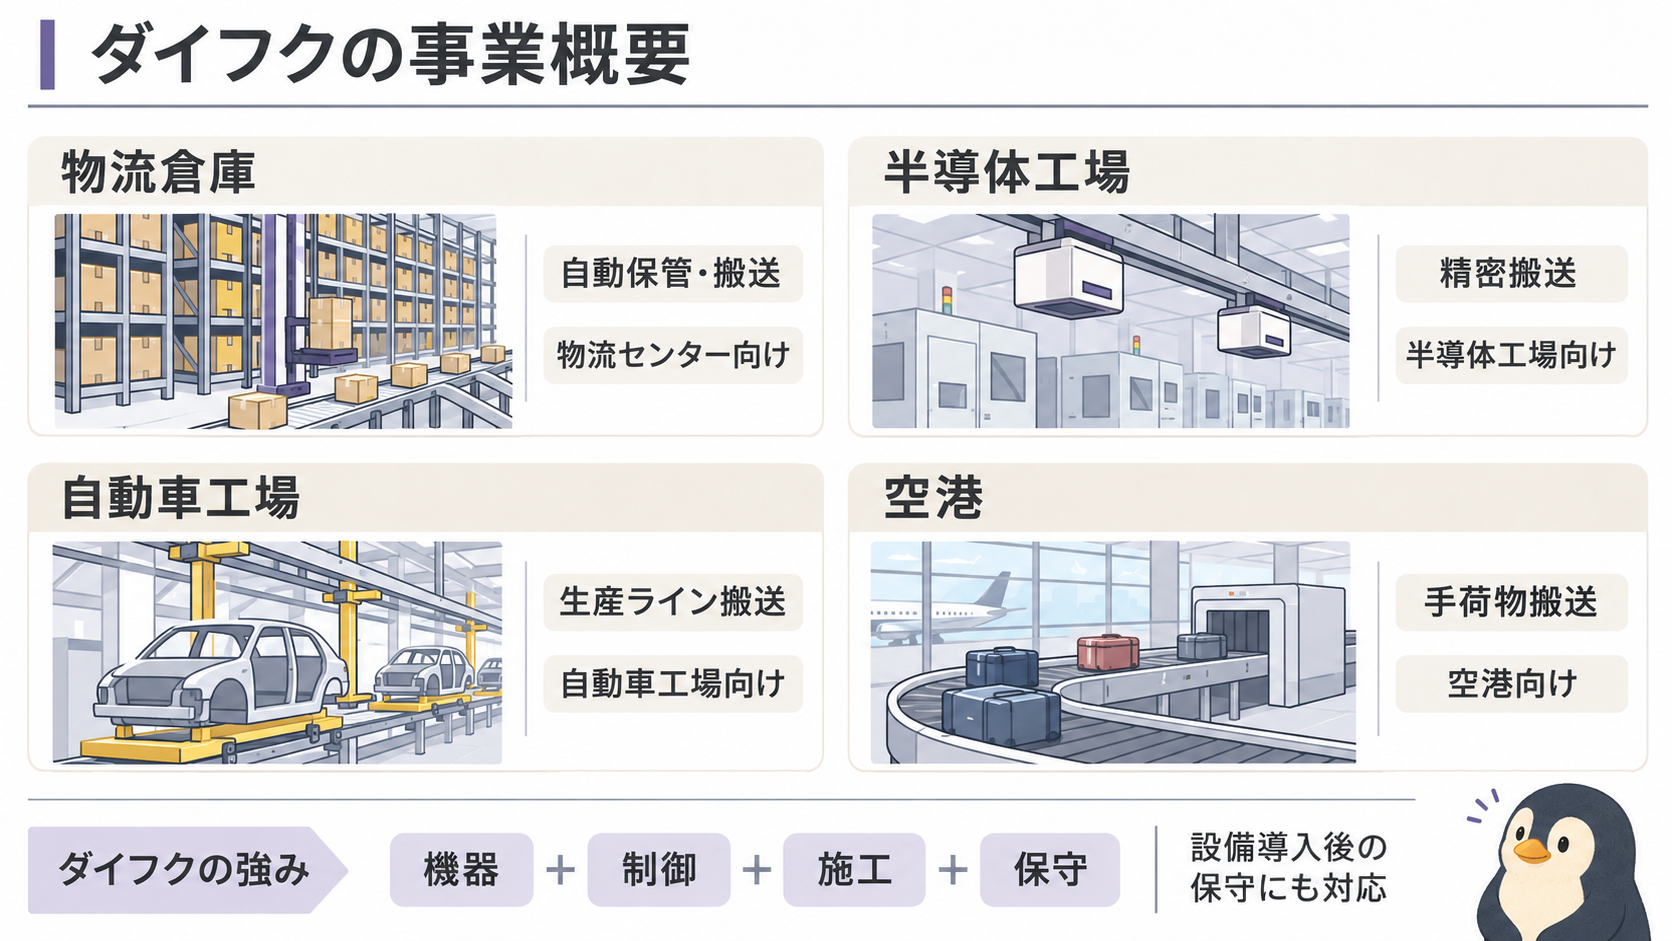 ダイフクの事業概要
物流倉庫
自動保管・搬送
物流センター向け
半導体工場
精密搬送
半導体工場向け
自動車工場
生産ライン搬送
自動車工場向け
空港
手荷物搬送
空港向け
ダイフクの強み
機器 + 制御 + 施工 + 保守
設備導入後の
保守にも対応